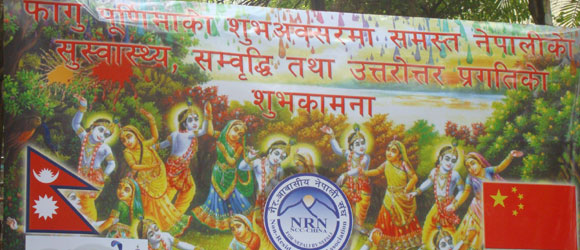 फागु पूर्णिमाको शुभअवसरमा समस्त नेपालीको
सुस्वास्थ्य, सम्वृद्धि तथा उत्तरोत्तर प्रगतिको
शुभकामना
गैर-आवासीय नेपाली संघ
NRN
NCC-CHINA